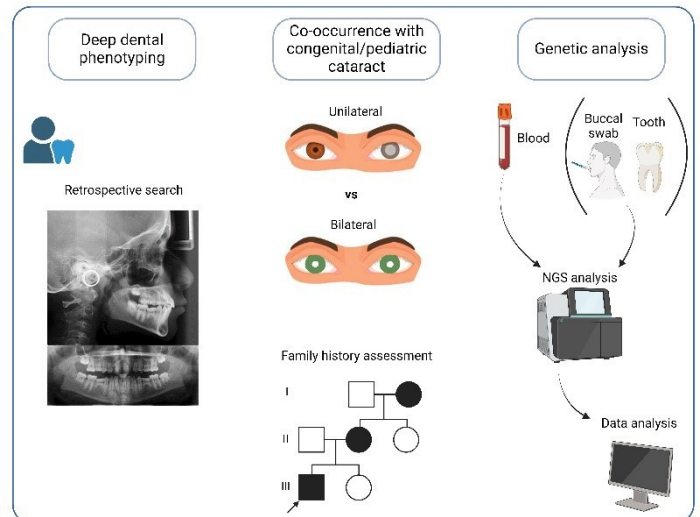 Deep dental
phenotyping
Retrospective search
Co-occurrence with
congenital/pediatric
cataract
Unilateral
vs
Bilateral
Family history assessment
I
II
III
Genetic analysis
Blood
Buccal
swab
Tooth
NGS analysis
Data analysis